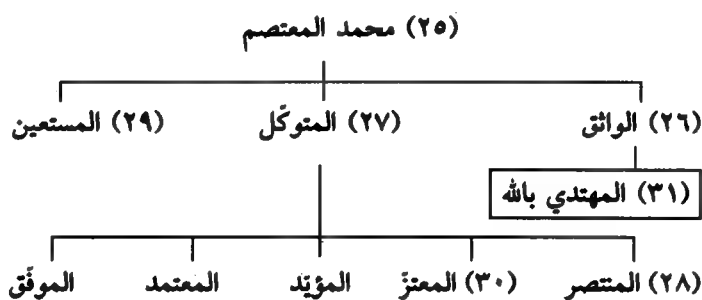 (٢٥) محمد المعتصم
(٢٦) الواثق (٢٧) المتوكّل (٢٩) المستعين
(٣١) المهتدي بالله
(٢٨) المنتصر (٣٠) المعتزّ المؤيّد المعتمد الموفّق